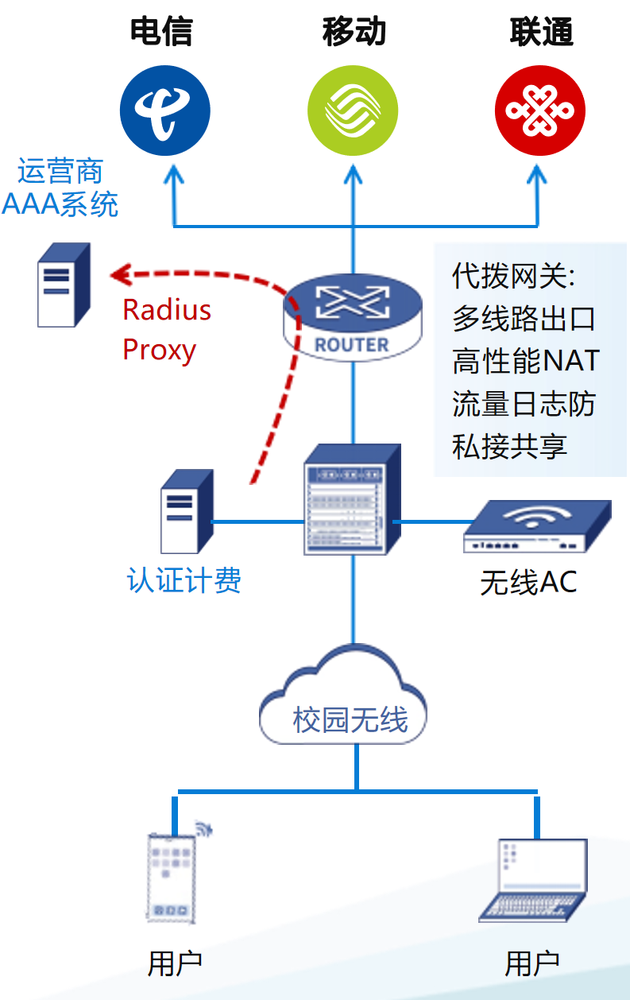 电信
移动
联通
运营商
AAA系统
Radius
Proxy
ROUTER
代拨网关:
多线路出口
高性能NAT
流量日志防
私接共享
认证计费
无线AC
校园无线
用户
用户